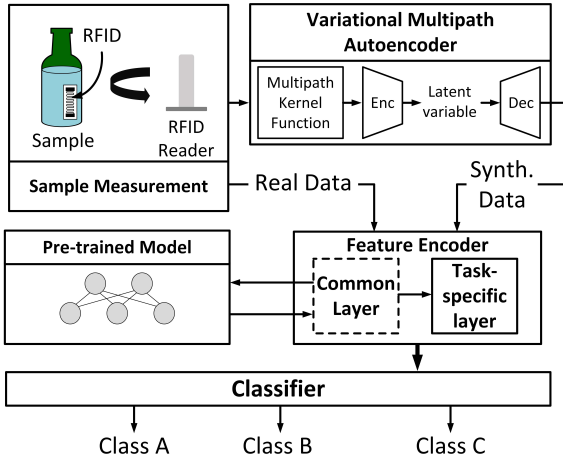 RFID
Sample
RFID
Reader
Sample Measurement
Variational Multipath
Autoencoder
Multipath
Kernel
Function
Enc
Latent
variable
Dec
Real Data
Synth.
Data
Pre-trained Model
Feature Encoder
Common
Layer
Task-
specific
layer
Classifier
Class A
Class B
Class C